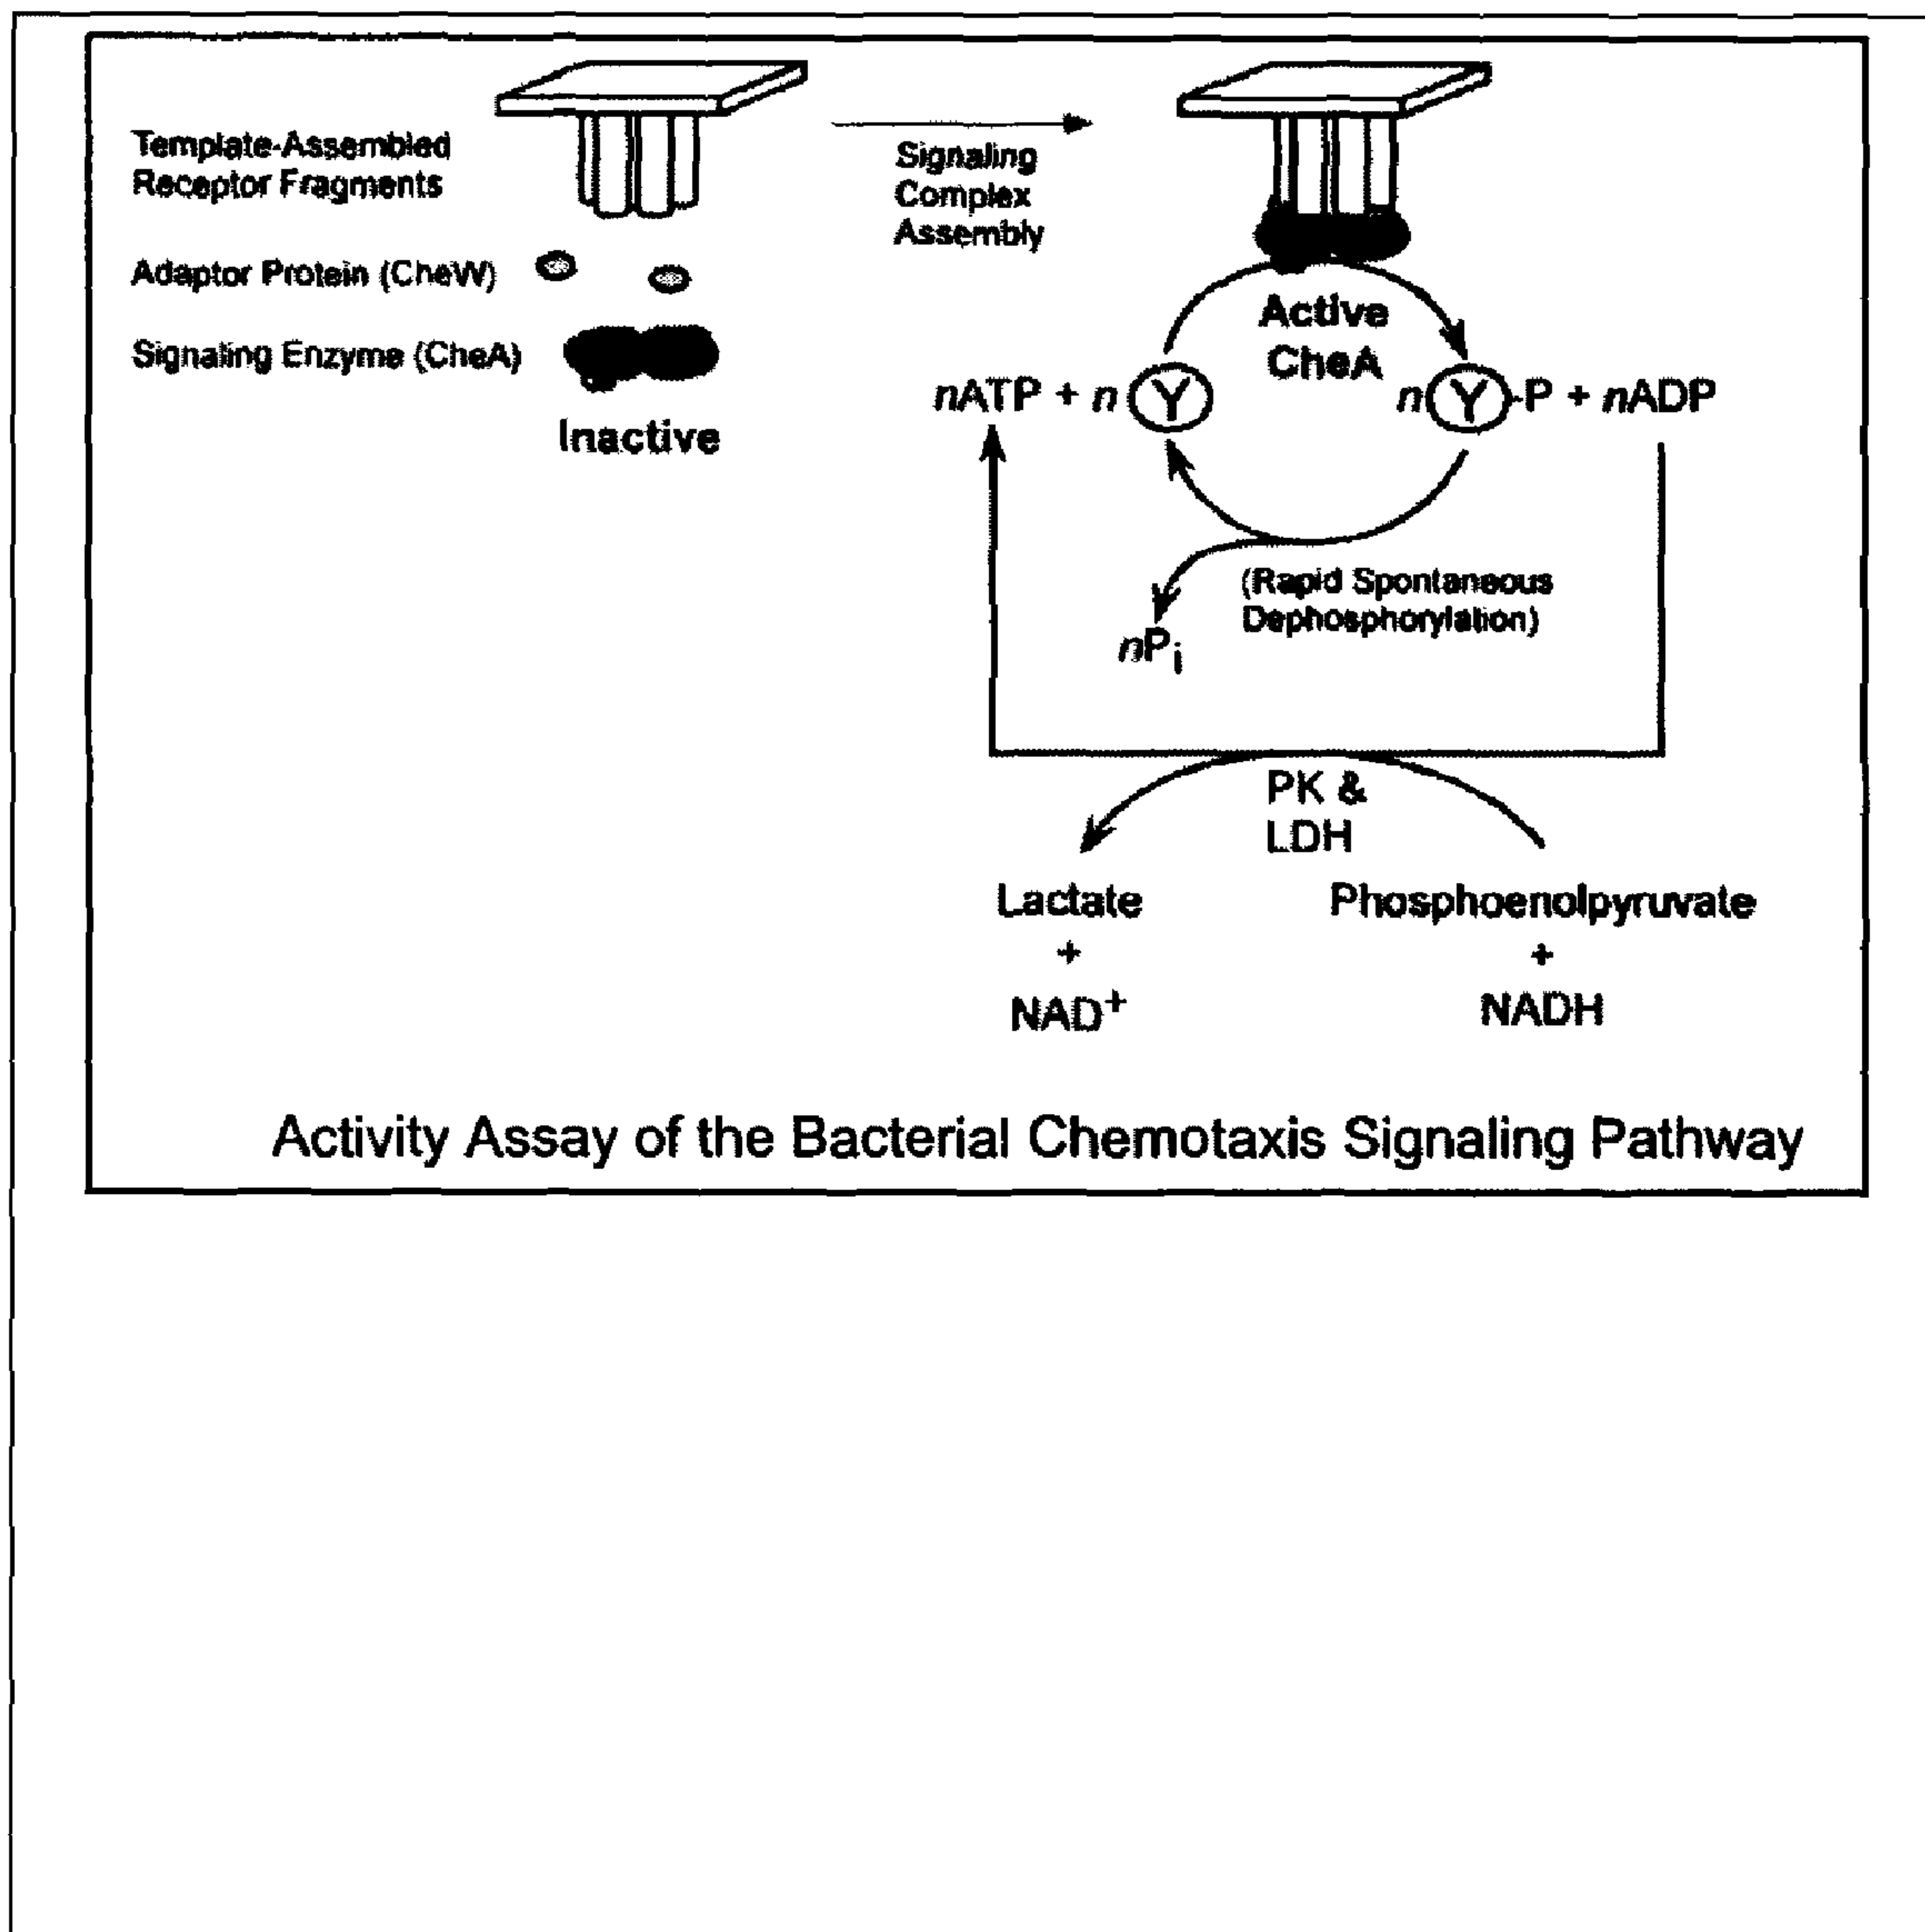 Template-Assembled
Receptor Fragments
Adaptor Protein (CheW)
Signaling Enzyme (CheA)
Inactive
Signaling
Complex
Assembly
Active
CheA
nATP + n Y
n Y -P + nADP
(Rapid Spontaneous
Dephosphorylation)
nPi
PK &
LDH
Lactate
+
NAD+
Phosphoenolpyruvate
+
NADH
Activity Assay of the Bacterial Chemotaxis Signaling Pathway